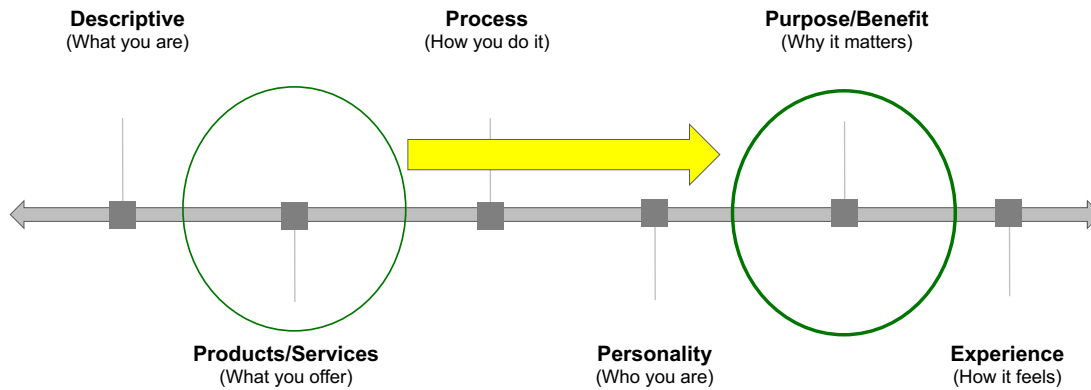 Descriptive
(What you are)
Process
(How you do it)
Purpose/Benefit
(Why it matters)
Products/Services
(What you offer)
Personality
(Who you are)
Experience
(How it feels)